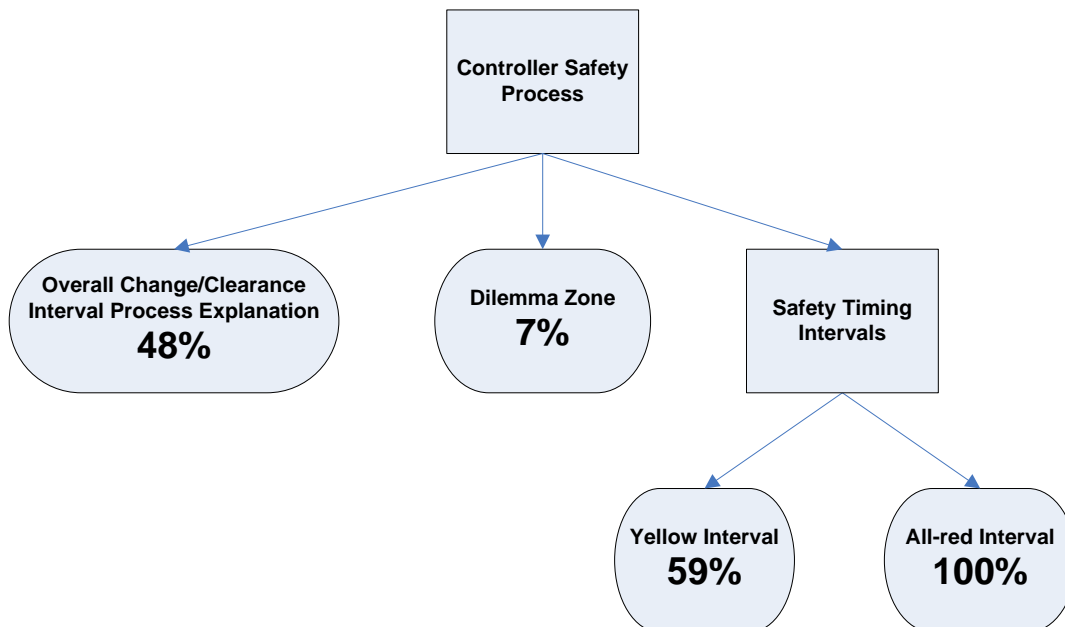 Controller Safety
Process
Overall Change/Clearance
Interval Process Explanation
48%
Dilemma Zone
7%
Safety Timing
Intervals
Yellow Interval
59%
All-red Interval
100%